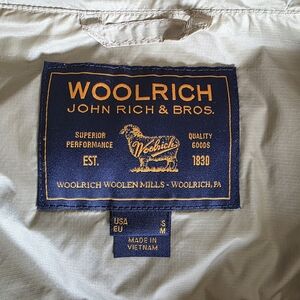 WOOLRICH
JOHN RICH & BROS.
SUPERIOR PERFORMANCE
QUALITY GOODS
Woolrich
EST. 1830
WOOLRICH WOOLEN MILLS - WOOLRICH, PA
USA S
EU M
MADE IN
VIETNAM